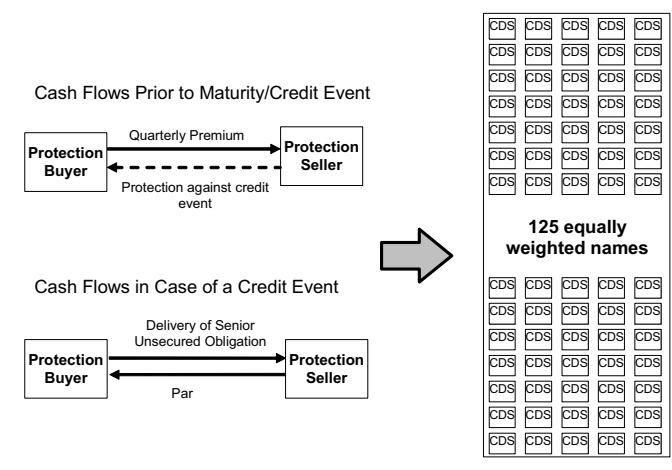 Cash Flows Prior to Maturity/Credit Event
Quarterly Premium
Protection
Buyer
Protection
Seller
Protection against credit
event
Cash Flows in Case of a Credit Event
Delivery of Senior
Unsecured Obligation
Protection
Buyer
Protection
Seller
Par
CDS CDS CDS CDS CDS
CDS CDS CDS CDS CDS
CDS CDS CDS CDS CDS
CDS CDS CDS CDS CDS
CDS CDS CDS CDS CDS
CDS CDS CDS CDS CDS
CDS CDS CDS CDS CDS
125 equally
weighted names
CDS CDS CDS CDS CDS
CDS CDS CDS CDS CDS
CDS CDS CDS CDS CDS
CDS CDS CDS CDS CDS
CDS CDS CDS CDS CDS
CDS CDS CDS CDS CDS
CDS CDS CDS CDS CDS